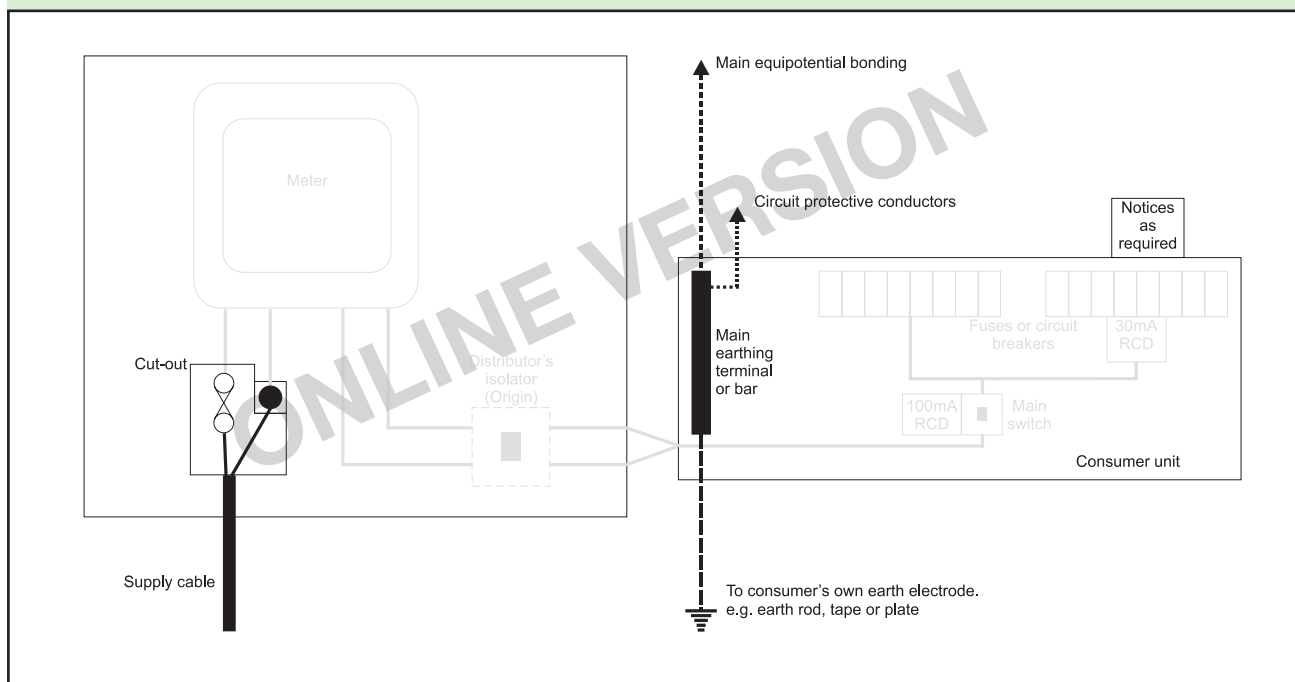 Main equipotential bonding
Meter
Circuit protective conductors
Notices
as
required
Cut-out
Distributor's
isolator
(Origin)
Main
earthing
terminal
or bar
Fuses or circuit
breakers
30mA
RCD
100mA
RCD
Main
switch
Consumer unit
Supply cable
To consumer's own earth electrode.
e.g. earth rod, tape or plate
ONLINE VERSION